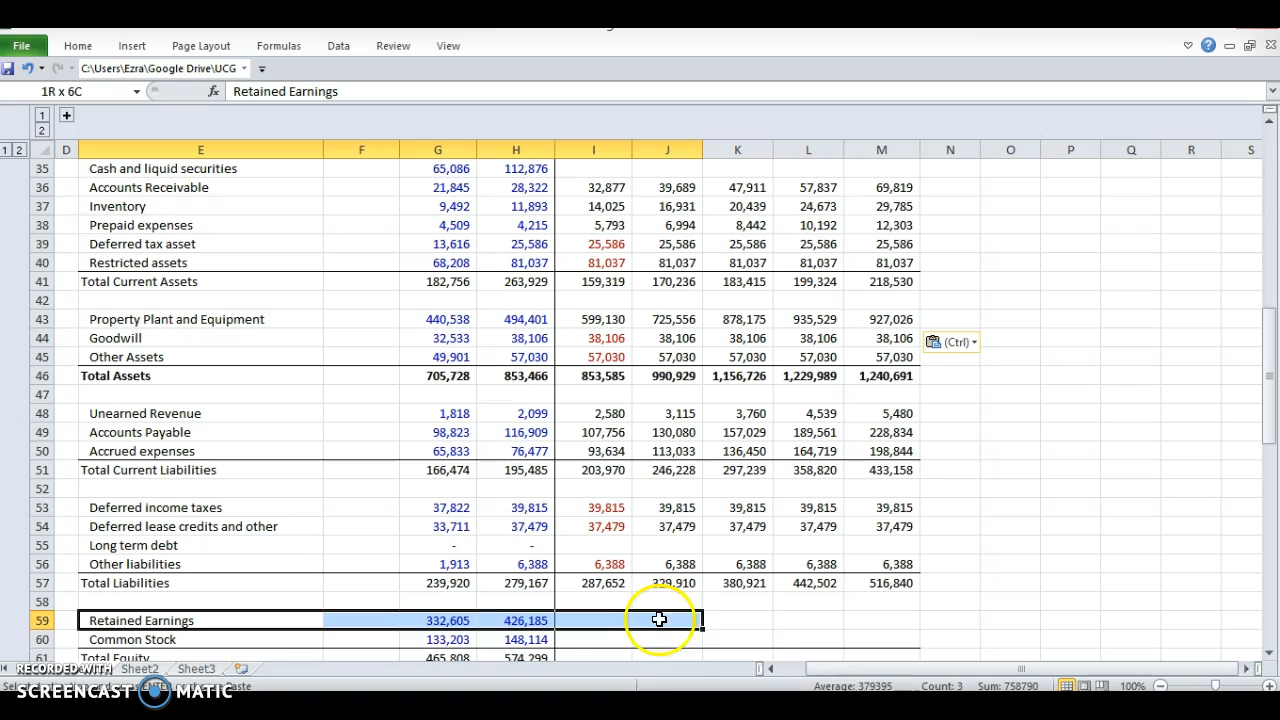 File Home Insert Page Layout Formulas Data Review View
C:\Users\Ezra\Google Drive\UCG
1R x 6C fx Retained Earnings
1
2
1 2 D E F G H I J K L M N O P Q R S
35 Cash and liquid securities 65,086 112,876
36 Accounts Receivable 21,845 28,322 32,877 39,689 47,911 57,837 69,819
37 Inventory 9,492 11,893 14,025 16,931 20,439 24,673 29,785
38 Prepaid expenses 4,509 4,215 5,793 6,994 8,442 10,192 12,303
39 Deferred tax asset 13,616 25,586 25,586 25,586 25,586 25,586 25,586
40 Restricted assets 68,208 81,037 81,037 81,037 81,037 81,037 81,037
41 Total Current Assets 182,756 263,929 159,319 170,236 183,415 199,324 218,530
42
43 Property Plant and Equipment 440,538 494,401 599,130 725,556 878,175 935,529 927,026
44 Goodwill 32,533 38,106 38,106 38,106 38,106 38,106 38,106 (Ctrl)
45 Other Assets 49,901 57,030 57,030 57,030 57,030 57,030 57,030
46 Total Assets 705,728 853,466 853,585 990,929 1,156,726 1,229,989 1,240,691
47
48 Unearned Revenue 1,818 2,099 2,580 3,115 3,760 4,539 5,480
49 Accounts Payable 98,823 116,909 107,756 130,080 157,029 189,561 228,834
50 Accrued expenses 65,833 76,477 93,634 113,033 136,450 164,719 198,844
51 Total Current Liabilities 166,474 195,485 203,970 246,228 297,239 358,820 433,158
52
53 Deferred income taxes 37,822 39,815 39,815 39,815 39,815 39,815 39,815
54 Deferred lease credits and other 33,711 37,479 37,479 37,479 37,479 37,479 37,479
55 Long term debt - -
56 Other liabilities 1,913 6,388 6,388 6,388 6,388 6,388 6,388
57 Total Liabilities 239,920 279,167 287,652 329,910 380,921 442,502 516,840
58
59 Retained Earnings 332,605 426,185
60 Common Stock 133,203 148,114
61 Total Equity 465,808 574,299
RECORDED WITH Sheet2 Sheet3
SCREENCAST MATIC Average: 379395 Count: 3 Sum: 758790 100%